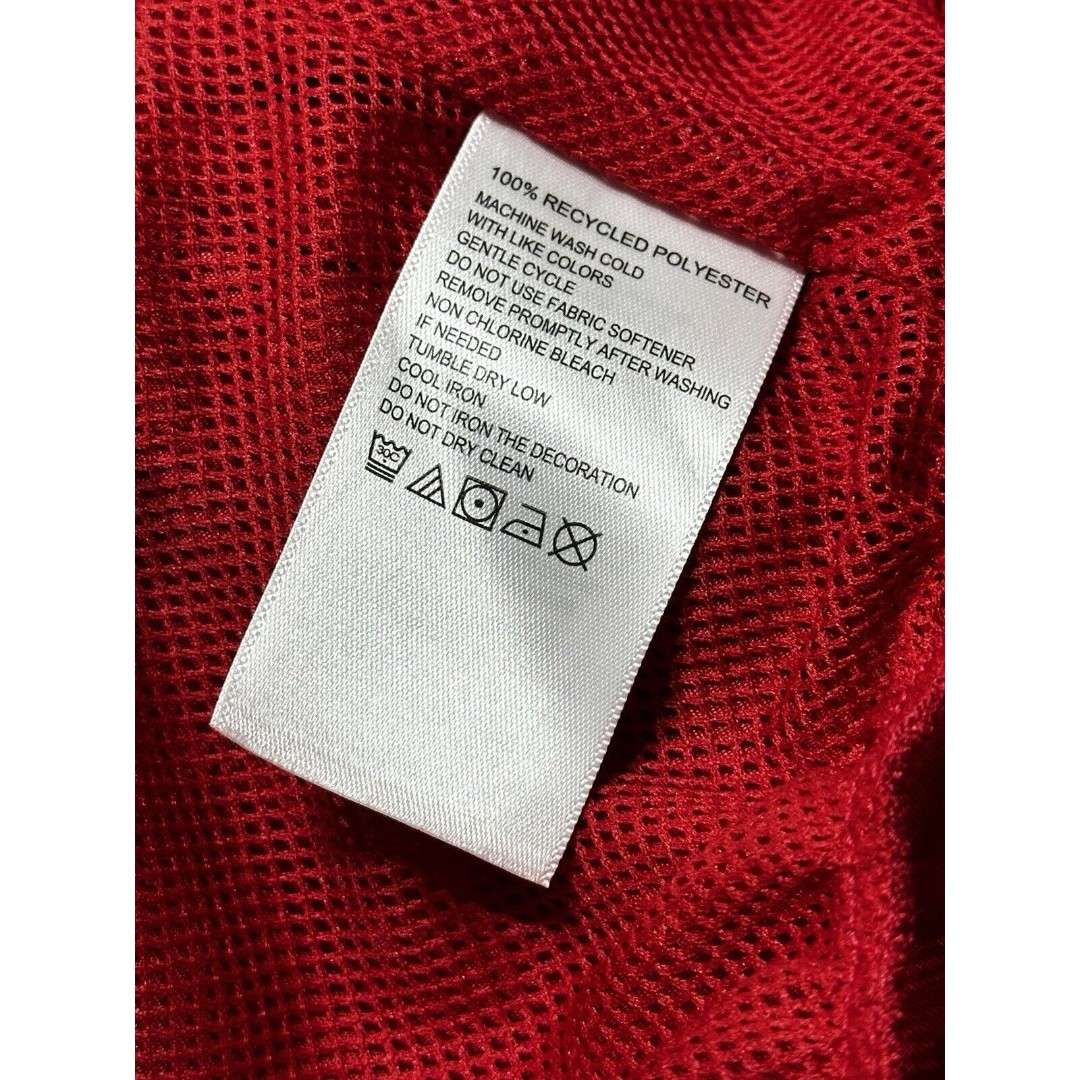 100% RECYCLED POLYESTER
MACHINE WASH COLD
WITH LIKE COLORS
GENTLE CYCLE
DO NOT USE FABRIC SOFTENER
REMOVE PROMPTLY AFTER WASHING
NON CHLORINE BLEACH
IF NEEDED
TUMBLE DRY LOW
COOL IRON
DO NOT IRON THE DECORATION
DO NOT DRY CLEAN
30C